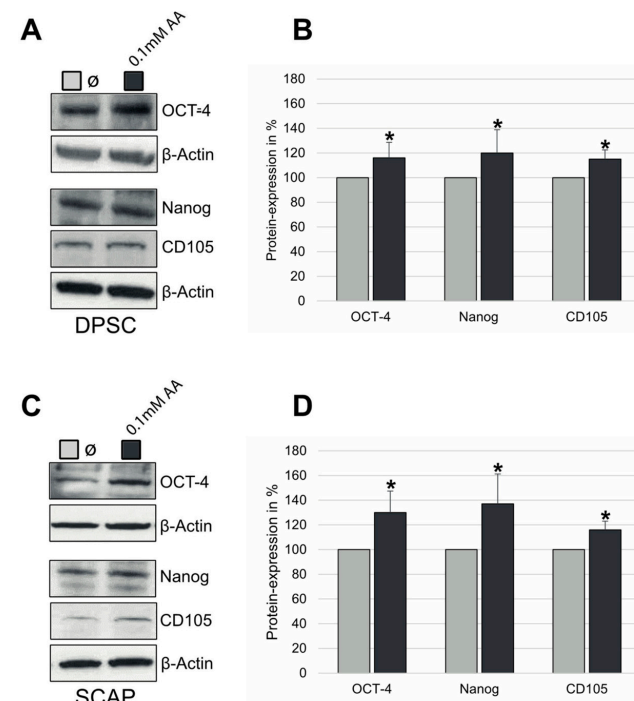 A
0.1mM AA
ø
OCT-4
β-Actin
Nanog
CD105
β-Actin
DPSC
B
Protein-expression in %
180
160
140
120
100
80
60
40
20
0
* * *
OCT-4 Nanog CD105
C
0.1mM AA
ø
OCT-4
β-Actin
Nanog
CD105
β-Actin
SCAP
D
Protein-expression in %
180
160
140
120
100
80
60
40
20
0
* * *
OCT-4 Nanog CD105